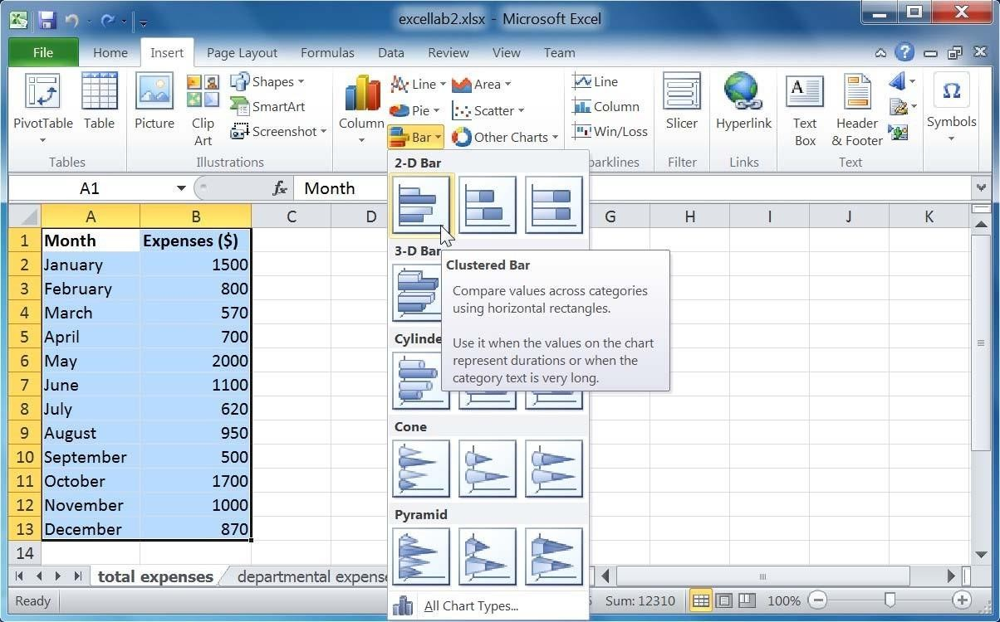 excellab2.xlsx - Microsoft Excel
File Home Insert Page Layout Formulas Data Review View Team
PivotTable
Table
Tables
Picture
Clip
Art
Shapes
SmartArt
Screenshot
Illustrations
Column
Line
Pie
Bar
Area
Scatter
Other Charts
Line
Column
Win/Loss
parklines
Slicer
Filter
Hyperlink
Links
Text
Box
Header
& Footer
Text
Symbols
A1 fx Month
A B C D G H I J K
1 Month Expenses ($)
2 January 1500
3 February 800
4 March 570
5 April 700
6 May 2000
7 June 1100
8 July 620
9 August 950
10 September 500
11 October 1700
12 November 1000
13 December 870
14
2-D Bar
3-D Bar
Cylinde
Cone
Pyramid
All Chart Types...
Clustered Bar
Compare values across categories
using horizontal rectangles.
Use it when the values on the chart
represent durations or when the
category text is very long.
total expenses departmental expense
Ready Sum: 12310 100%